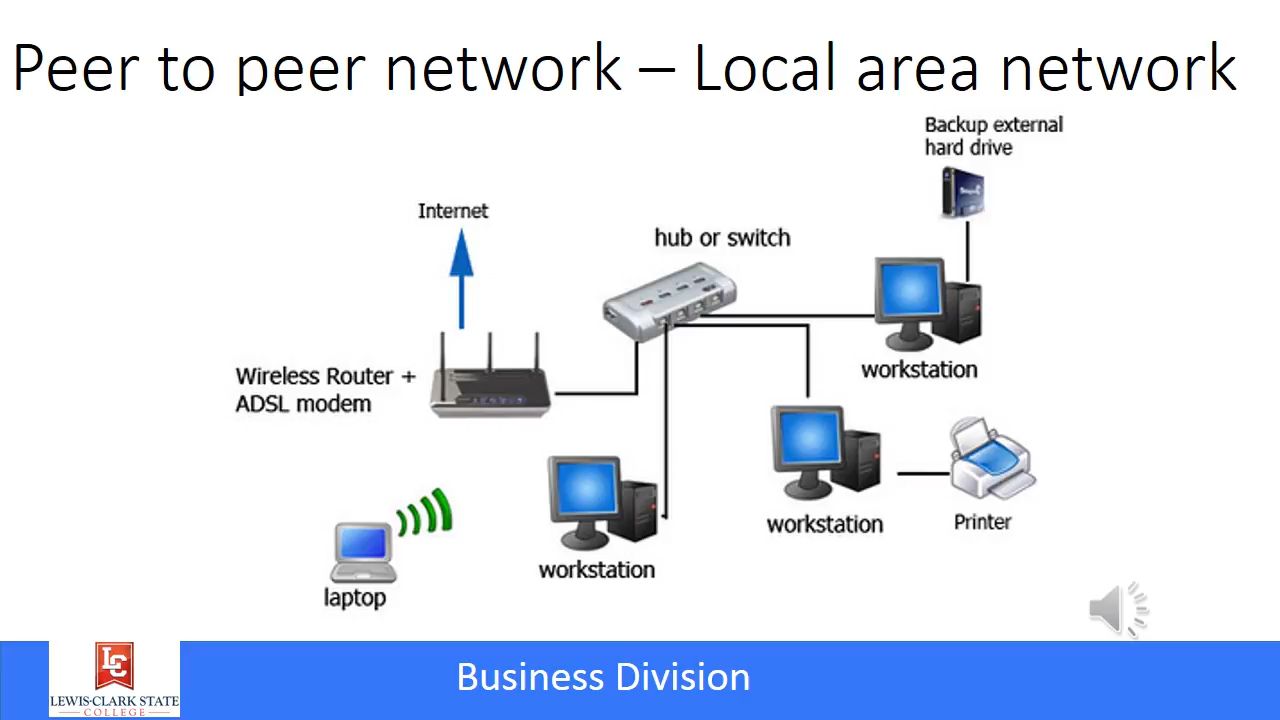 Peer to peer network – Local area network
Backup external
hard drive
Internet
hub or switch
Wireless Router +
ADSL modem
workstation
workstation
Printer
workstation
laptop
LC
LEWIS-CLARK STATE
COLLEGE
Business Division